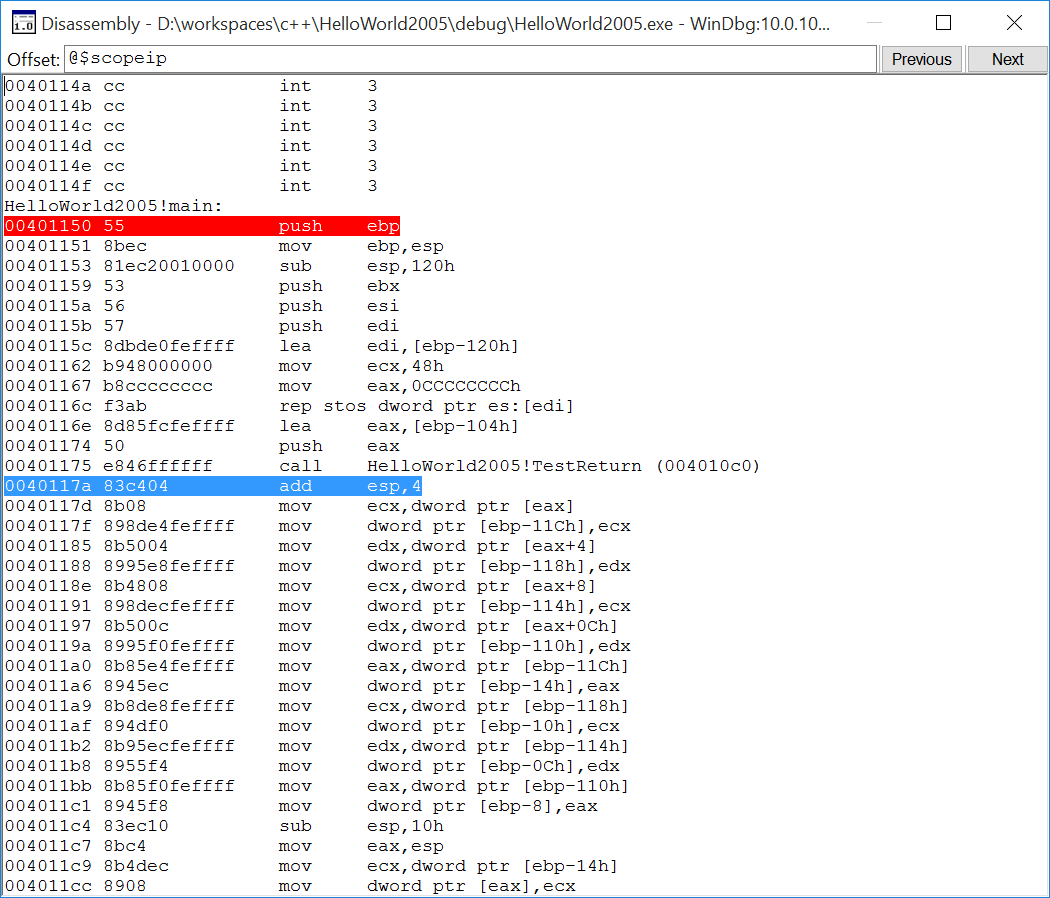 Disassembly - D:\workspaces\c++\HelloWorld2005\debug\HelloWorld2005.exe - WinDbg:10.0.10...
Offset: @$scopeip Previous Next
0040114a cc int 3
0040114b cc int 3
0040114c cc int 3
0040114d cc int 3
0040114e cc int 3
0040114f cc int 3
HelloWorld2005!main:
00401150 55 push ebp
00401151 8bec mov ebp,esp
00401153 81ec20010000 sub esp,120h
00401159 53 push ebx
0040115a 56 push esi
0040115b 57 push edi
0040115c 8dbde0feffff lea edi,[ebp-120h]
00401162 b948000000 mov ecx,48h
00401167 b8cccccccc mov eax,0CCCCCCCCh
0040116c f3ab rep stos dword ptr es:[edi]
0040116e 8d85fcfeffff lea eax,[ebp-104h]
00401174 50 push eax
00401175 e846ffffff call HelloWorld2005!TestReturn (004010c0)
0040117a 83c404 add esp,4
0040117d 8b08 mov ecx,dword ptr [eax]
0040117f 898de4feffff mov dword ptr [ebp-11Ch],ecx
00401185 8b5004 mov edx,dword ptr [eax+4]
00401188 8995e8feffff mov dword ptr [ebp-118h],edx
0040118e 8b4808 mov ecx,dword ptr [eax+8]
00401191 898decfeffff mov dword ptr [ebp-114h],ecx
00401197 8b500c mov edx,dword ptr [eax+0Ch]
0040119a 8995f0feffff mov dword ptr [ebp-110h],edx
004011a0 8b85e4feffff mov eax,dword ptr [ebp-11Ch]
004011a6 8945ec mov dword ptr [ebp-14h],eax
004011a9 8b8de8feffff mov ecx,dword ptr [ebp-118h]
004011af 894df0 mov dword ptr [ebp-10h],ecx
004011b2 8b95ecfeffff mov edx,dword ptr [ebp-114h]
004011b8 8955f4 mov dword ptr [ebp-0Ch],edx
004011bb 8b85f0feffff mov eax,dword ptr [ebp-110h]
004011c1 8945f8 mov dword ptr [ebp-8],eax
004011c4 83ec10 sub esp,10h
004011c7 8bc4 mov eax,esp
004011c9 8b4dec mov ecx,dword ptr [ebp-14h]
004011cc 8908 mov dword ptr [eax],ecx